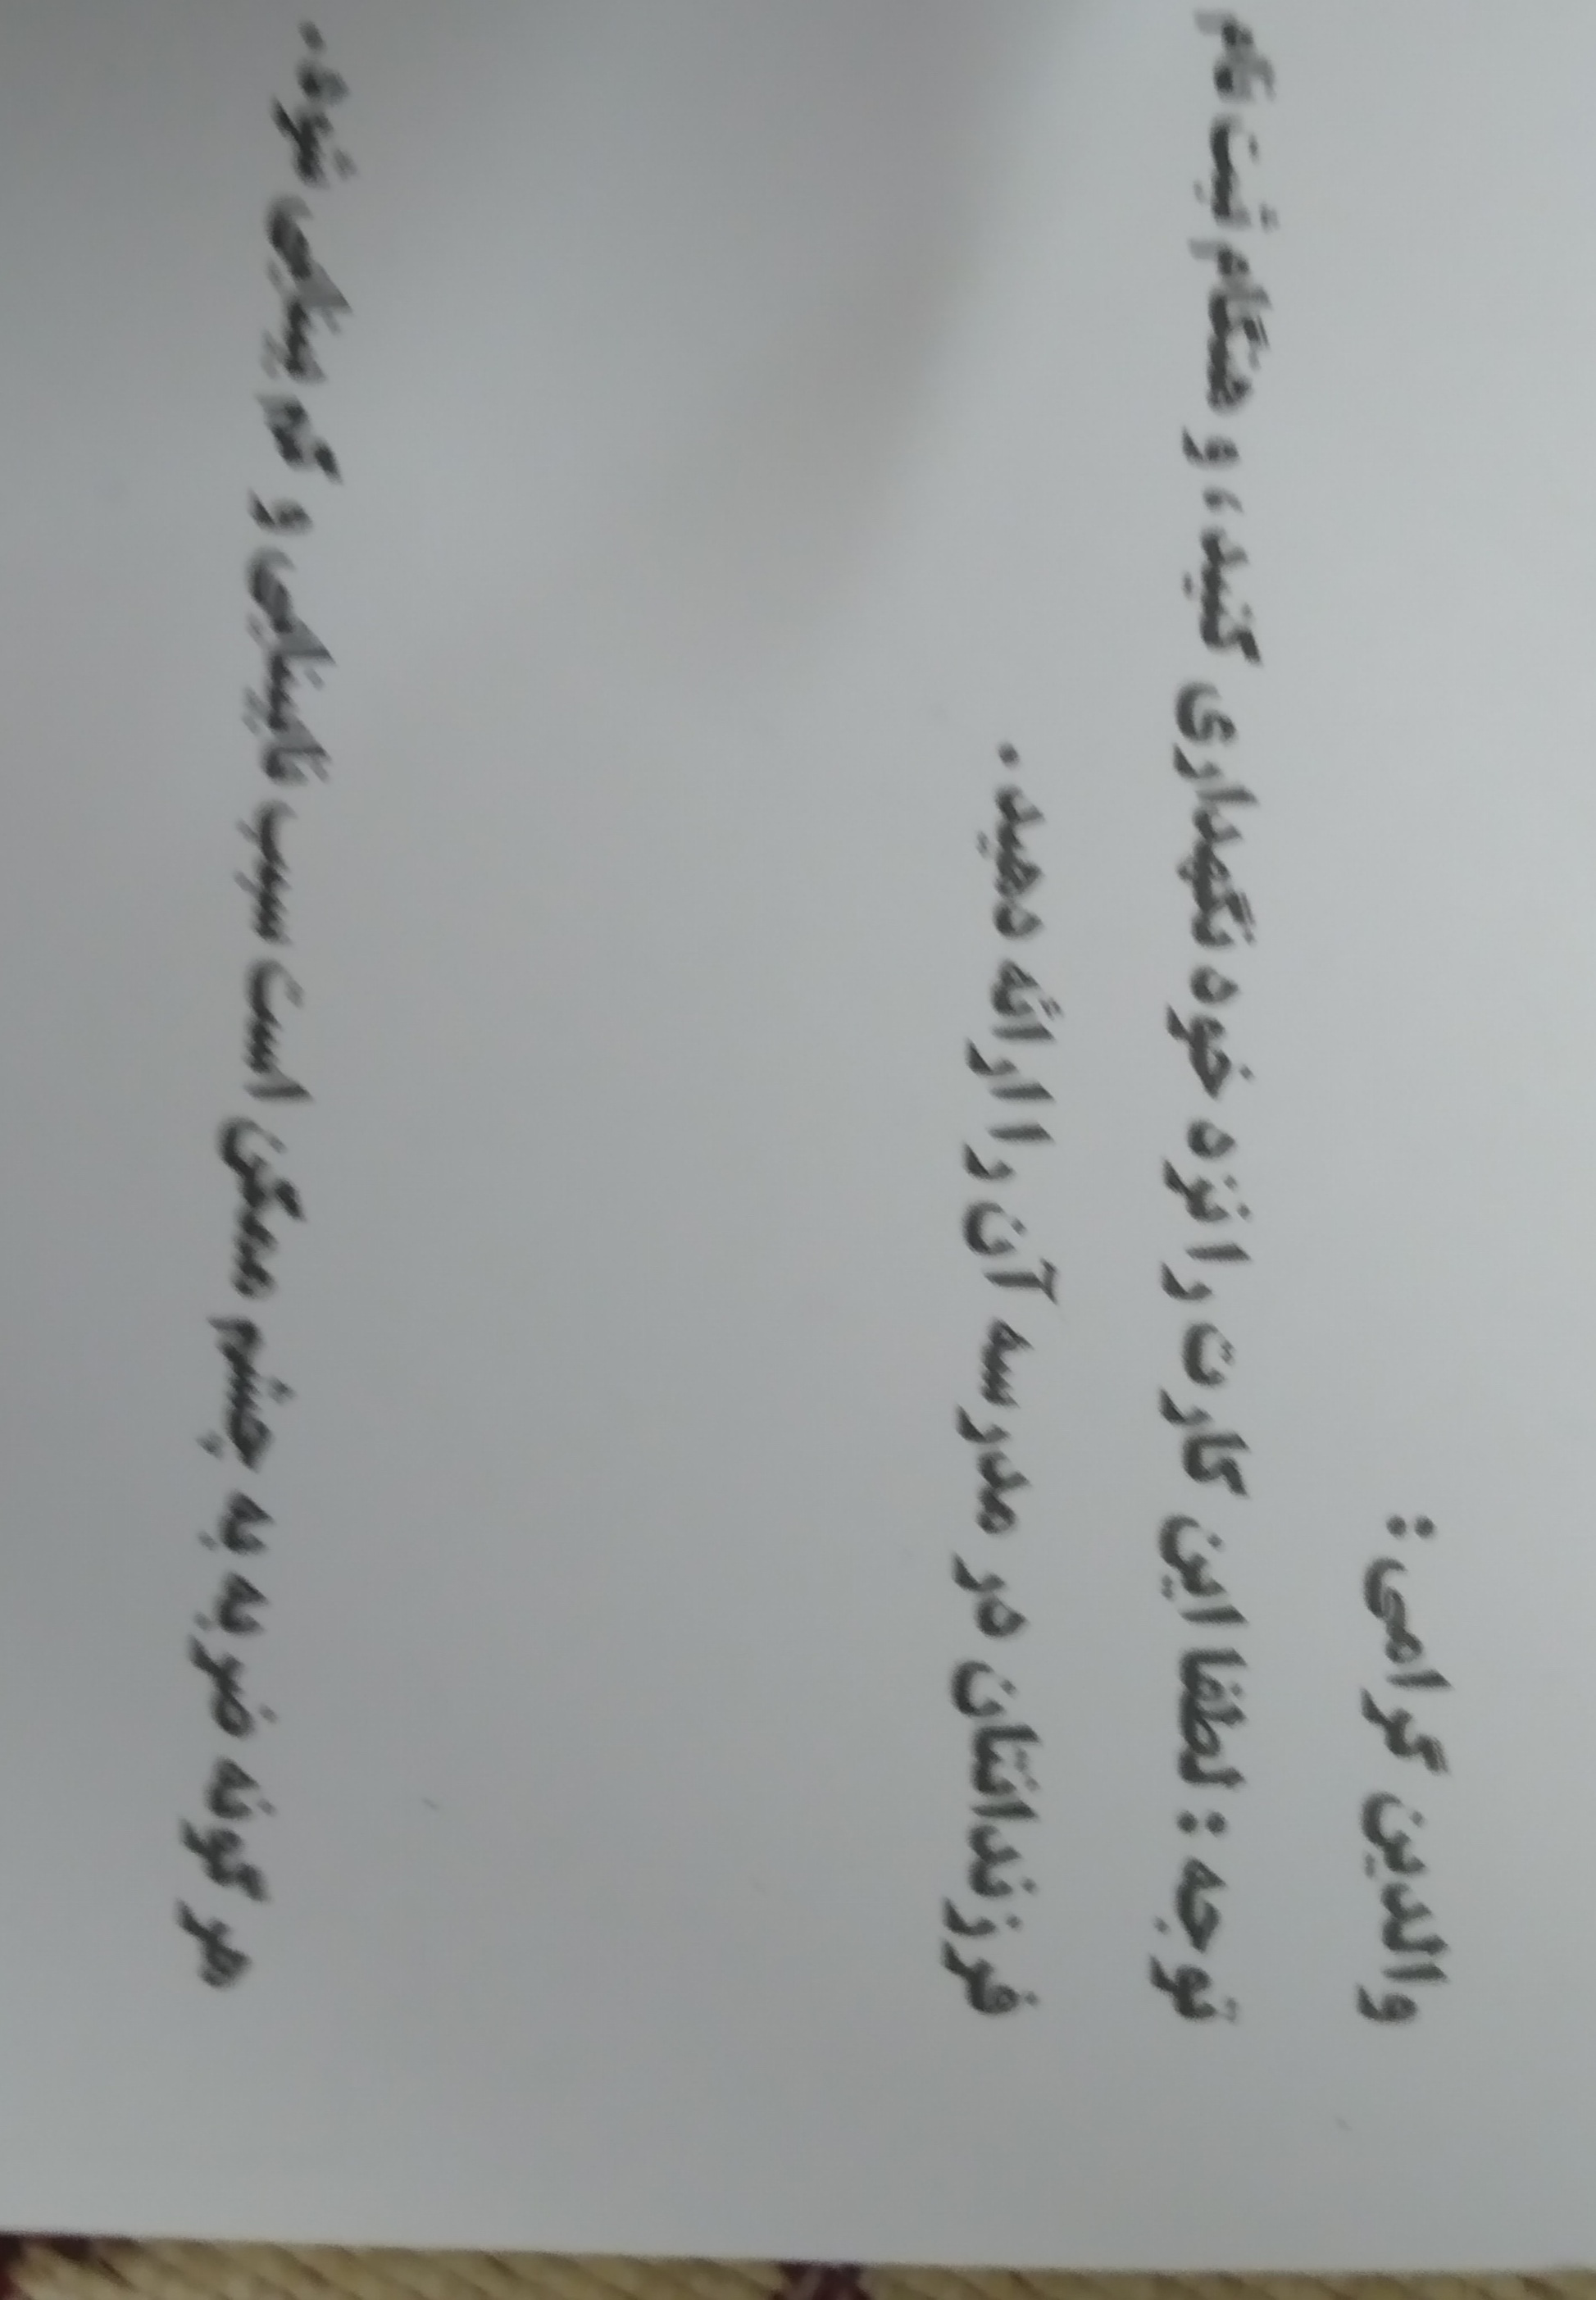 والدین گرامی:
توجه: لطفا این کارت را نزد خود نگهداری کنید، و هنگام ثبت نام
فرزندانتان در مدرسه آن را ارائه دهید.
هر گونه ضربه به چشم ممکن است سبب نابینایی و کم بینایی شود.